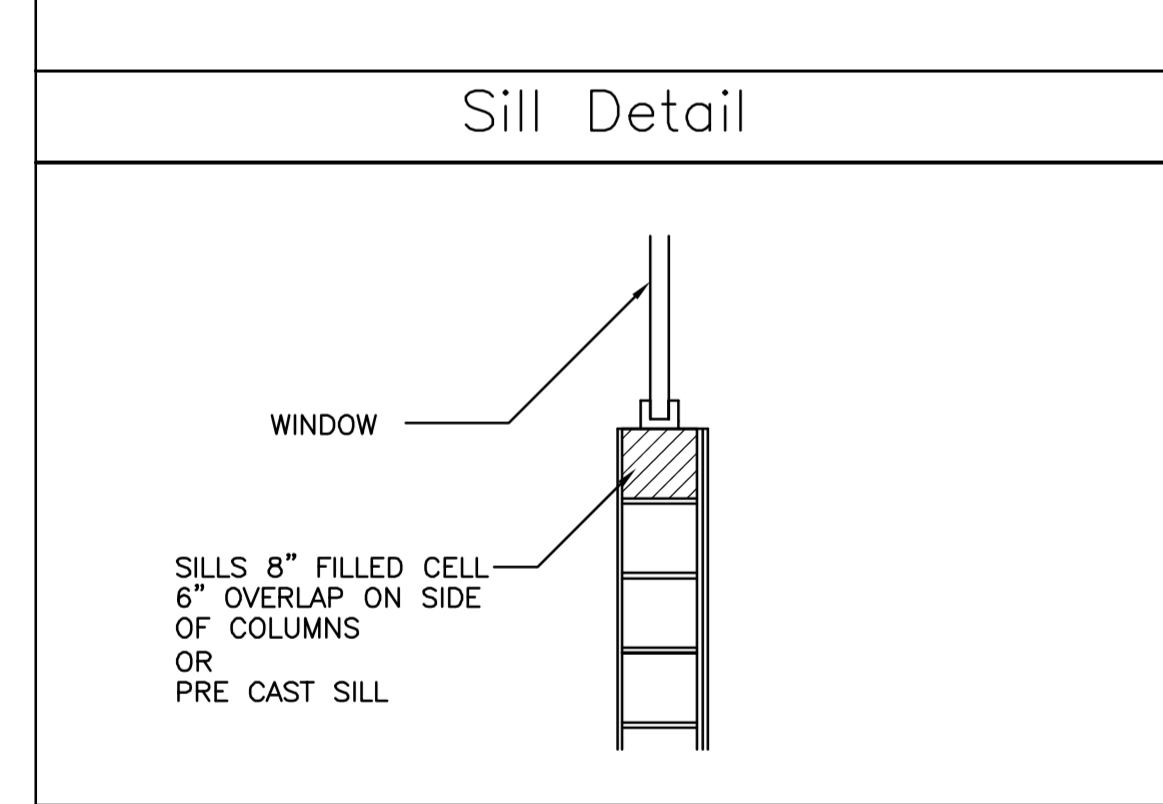 Sill Detail
WINDOW
SILLS 8” FILLED CELL
6” OVERLAP ON SIDE
OF COLUMNS
OR
PRE CAST SILL